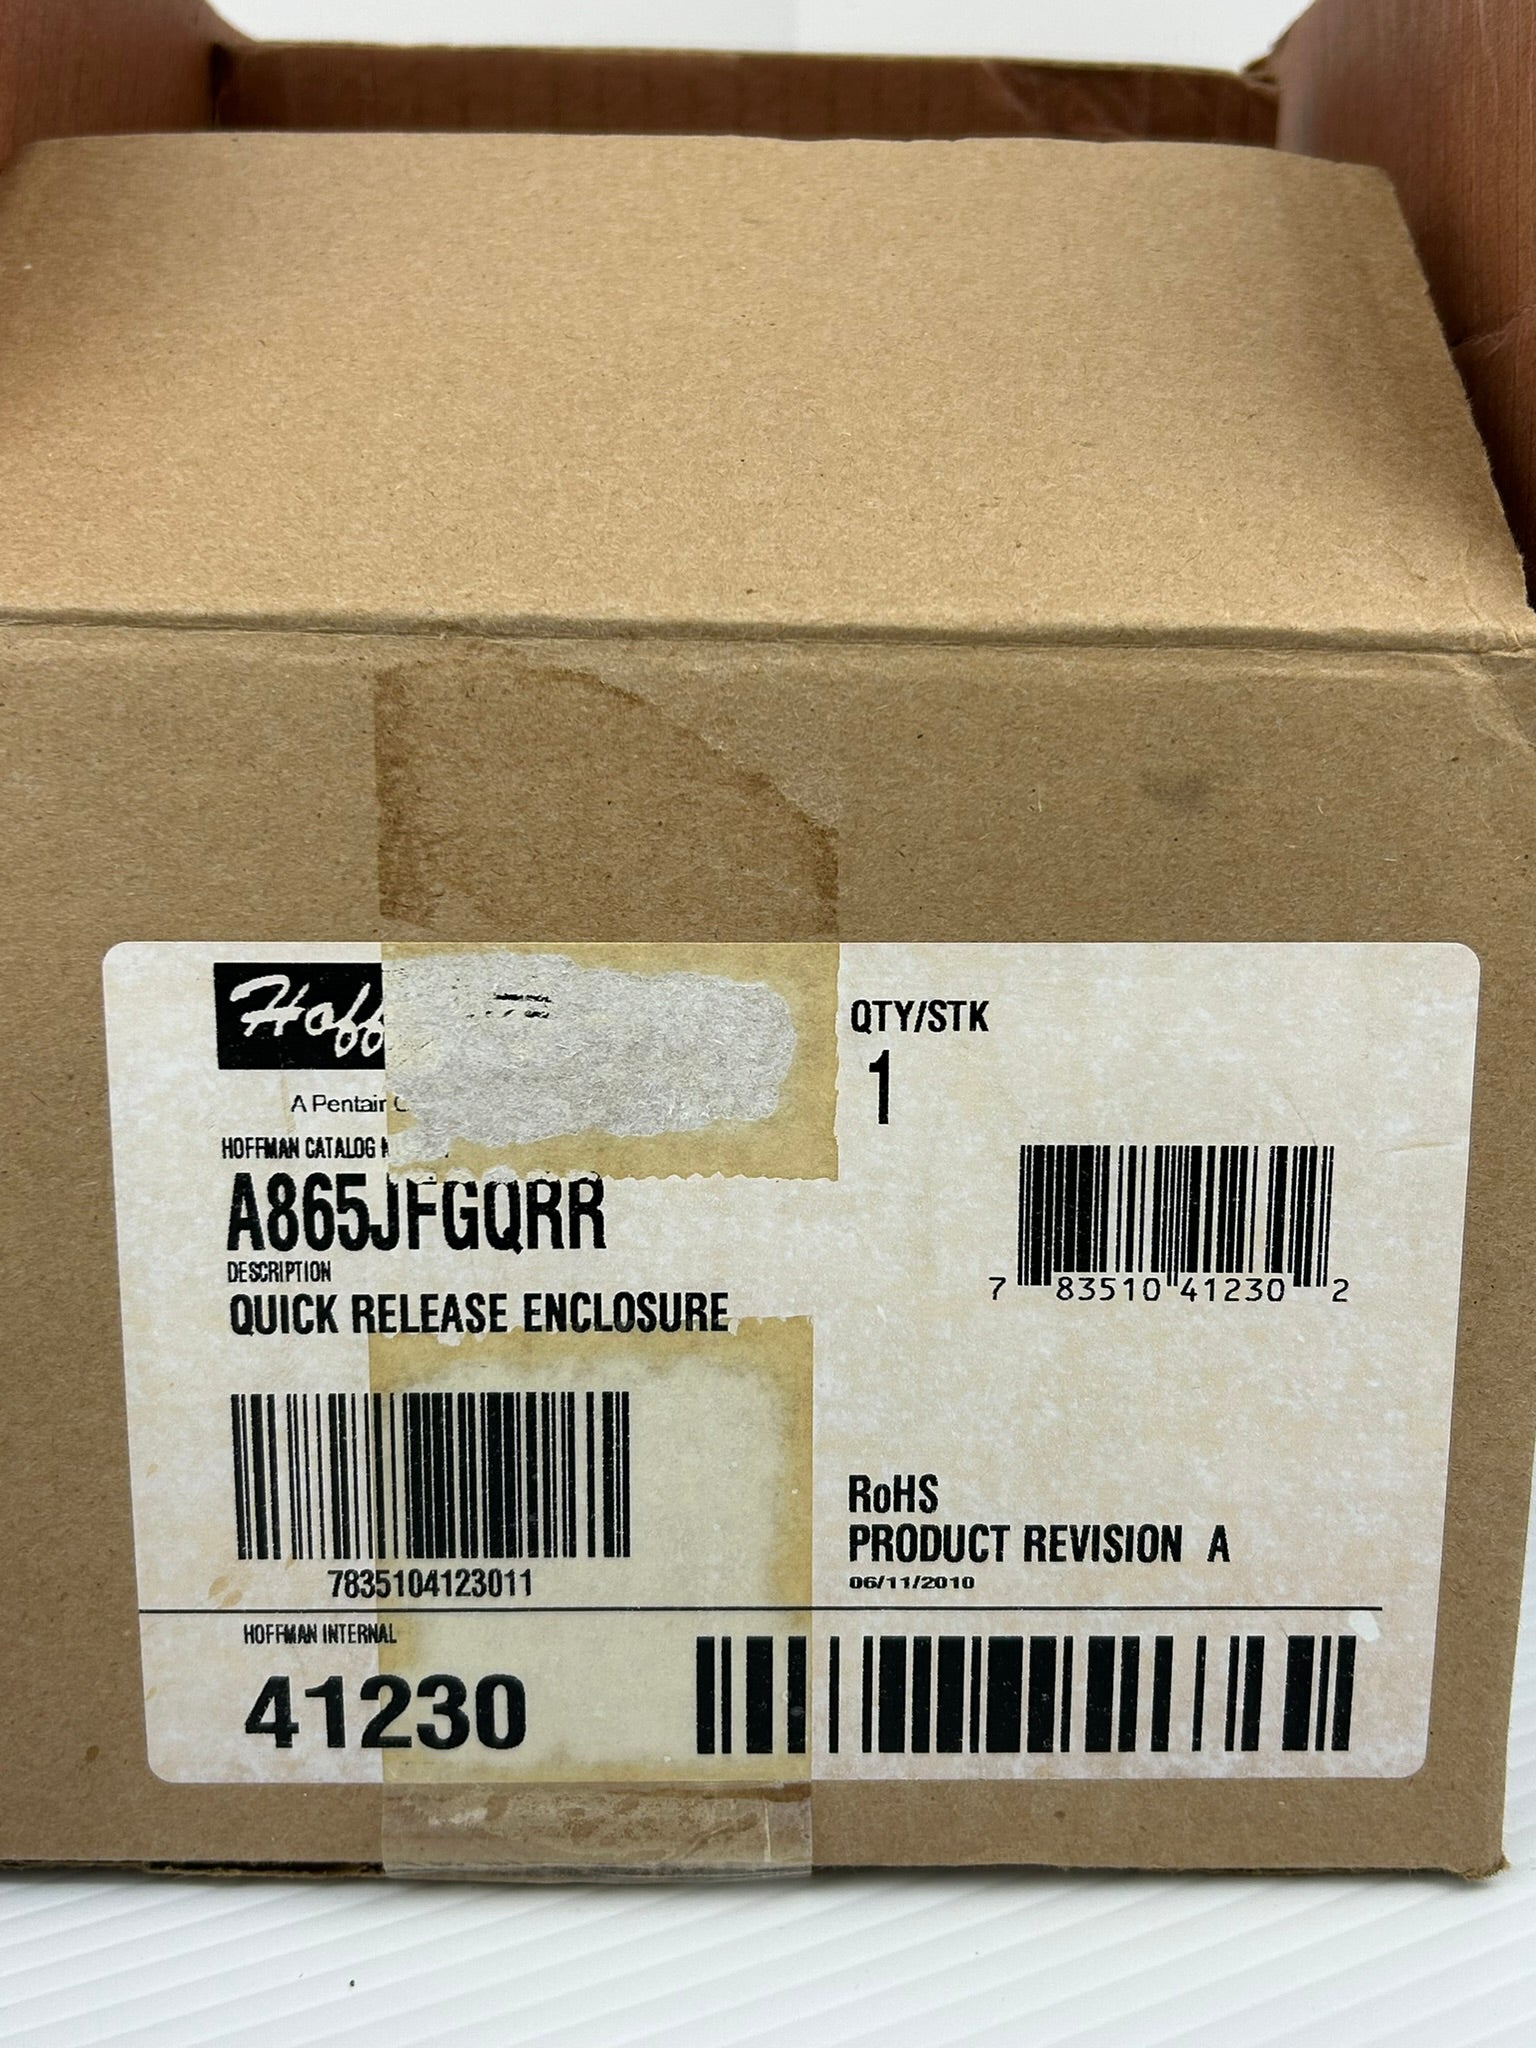 Hoff
A Pentair
HOFFMAN CATALOG
A865JFGQRR
DESCRIPTION
QUICK RELEASE ENCLOSURE
7835104123011
QTY/STK
1
7 83510 41230 2
RoHS
PRODUCT REVISION A
06/11/2010
HOFFMAN INTERNAL
41230